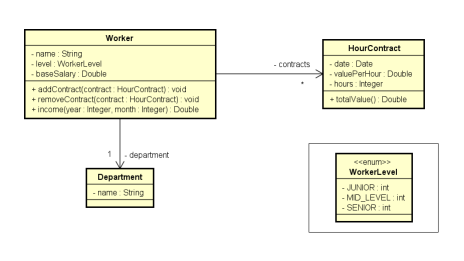 Worker
- name : String
- level : WorkerLevel
- baseSalary : Double
+ addContract(contract : HourContract) : void
+ removeContract(contract : HourContract) : void
+ income(year : Integer, month : Integer) : Double
- contracts
*
HourContract
- date : Date
- valuePerHour : Double
- hours : Integer
+ totalValue() : Double
1
- department
Department
- name : String
<<enum>>
WorkerLevel
- JUNIOR : int
- MID_LEVEL : int
- SENIOR : int